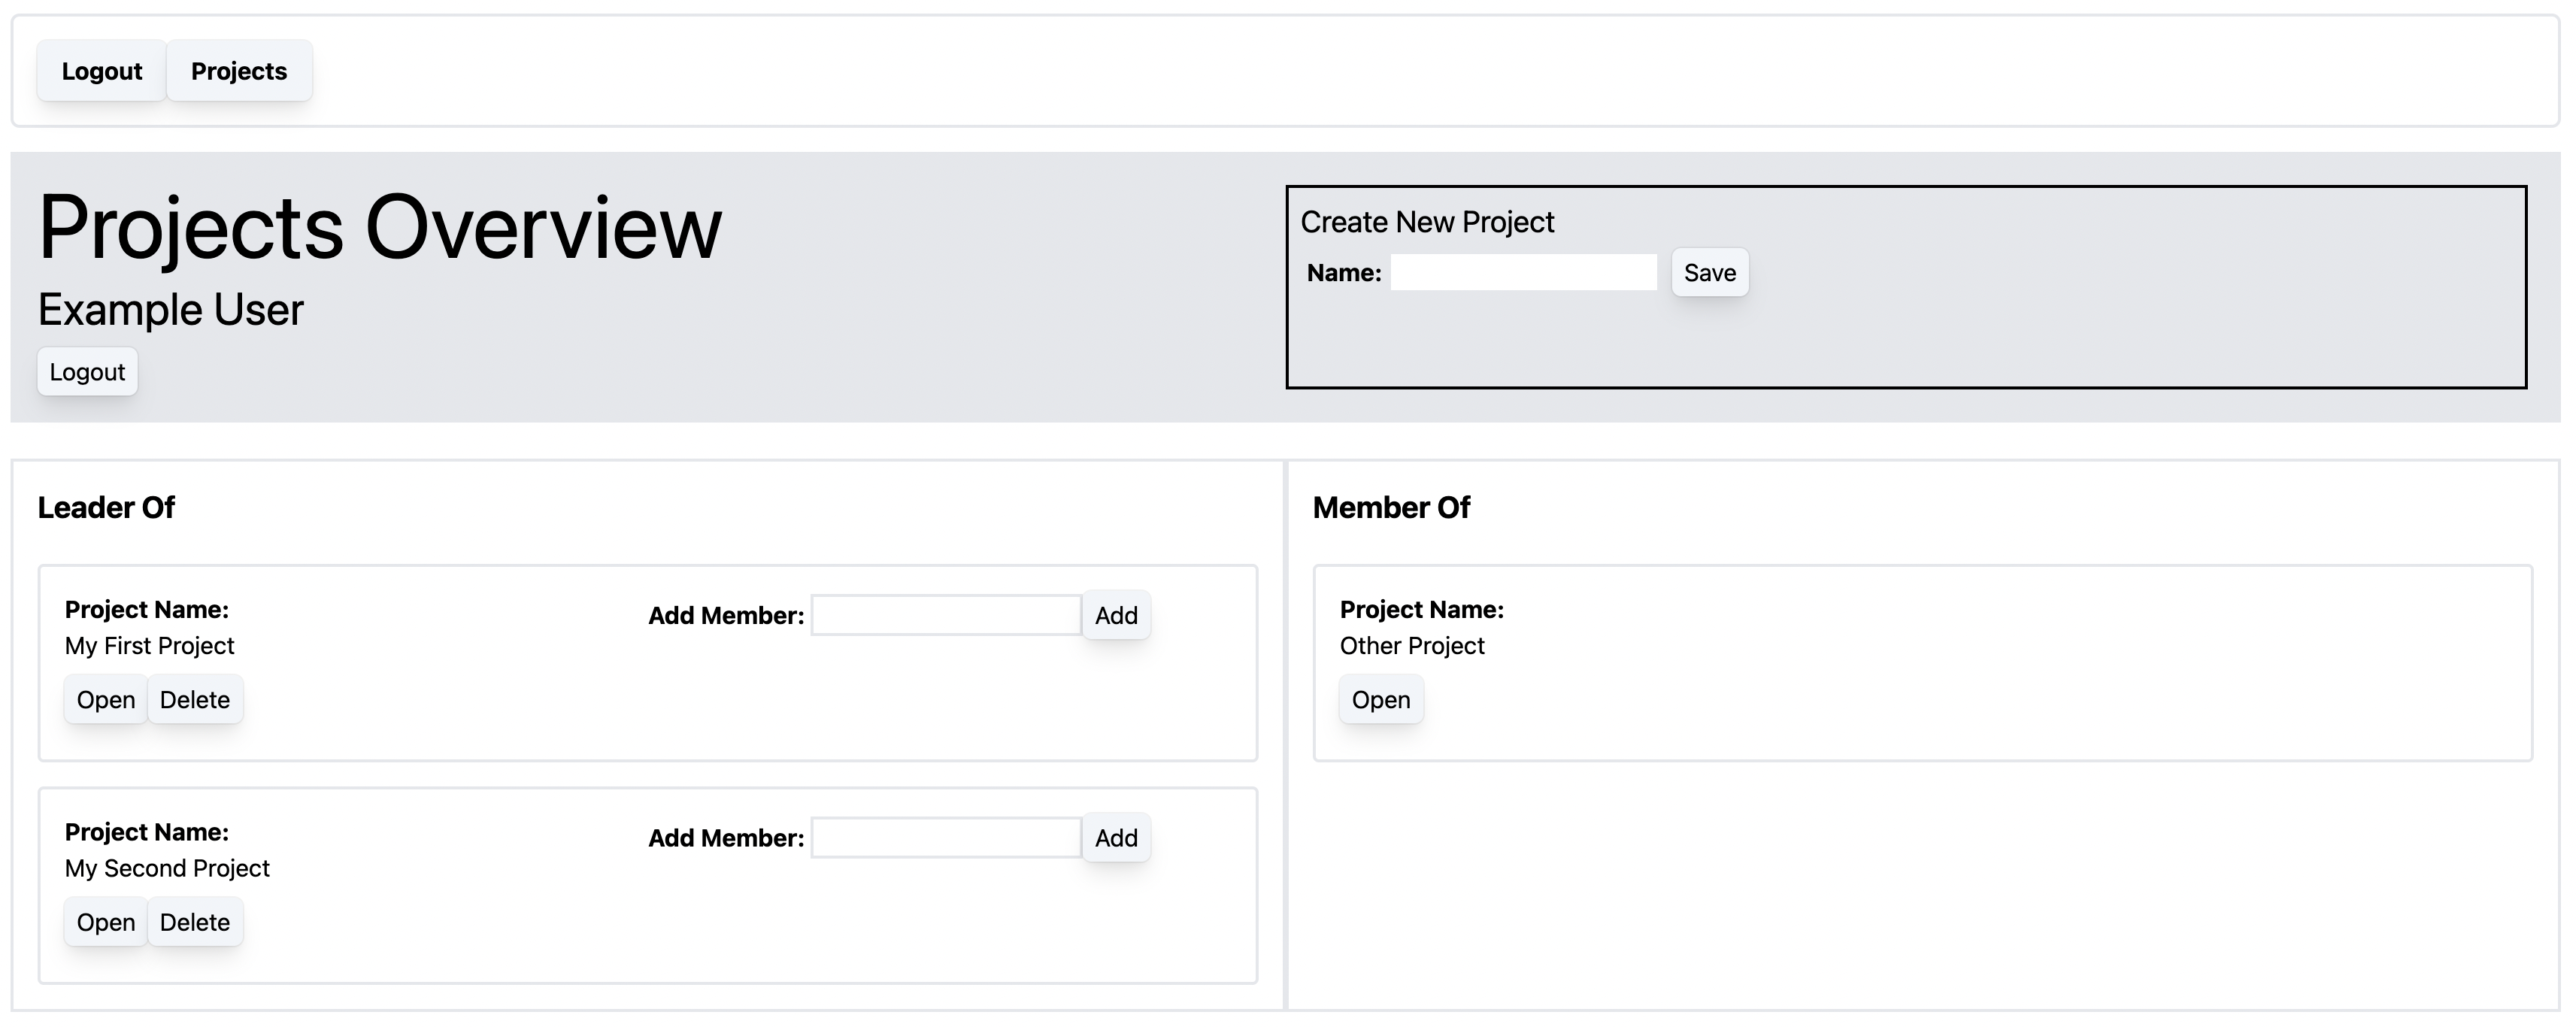 Logout Projects
Projects Overview
Example User
Logout
Create New Project
Name: Save
Leader Of
Project Name:
My First Project
Open Delete
Add Member: Add
Project Name:
My Second Project
Open Delete
Add Member: Add
Member Of
Project Name:
Other Project
Open